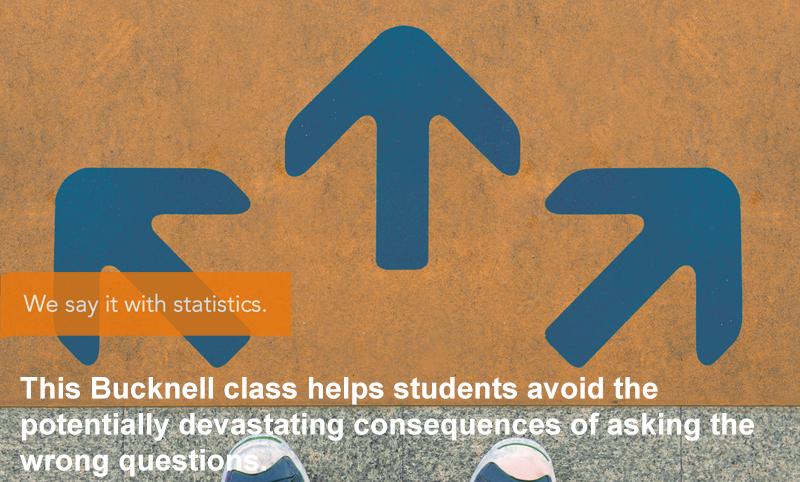 We say it with statistics.
This Bucknell class helps students avoid the
potentially devastating consequences of asking the
wrong questions.